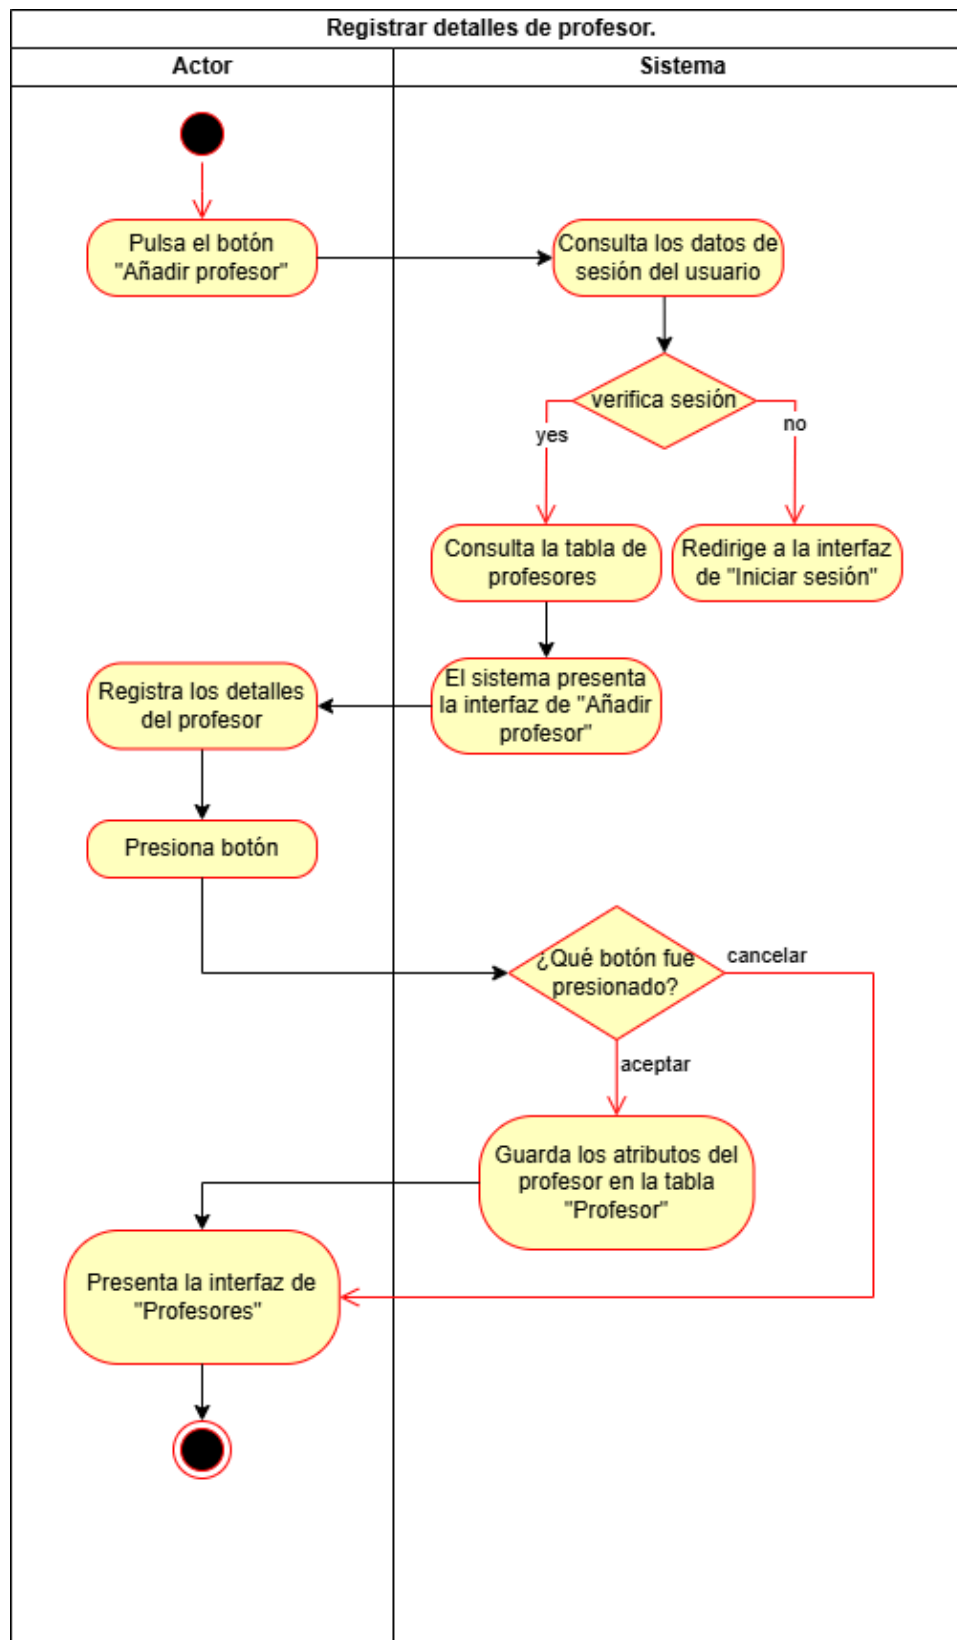 Registrar detalles de profesor.
Actor
Sistema
Pulsa el botón
"Añadir profesor"
Consulta los datos de
sesión del usuario
verifica sesión
yes
no
Consulta la tabla de
profesores
Redirige a la interfaz
de "Iniciar sesión"
El sistema presenta
la interfaz de "Añadir
profesor"
Registra los detalles
del profesor
Presiona botón
¿Qué botón fue
presionado?
cancelar
aceptar
Guarda los atributos del
profesor en la tabla
"Profesor"
Presenta la interfaz de
"Profesores"